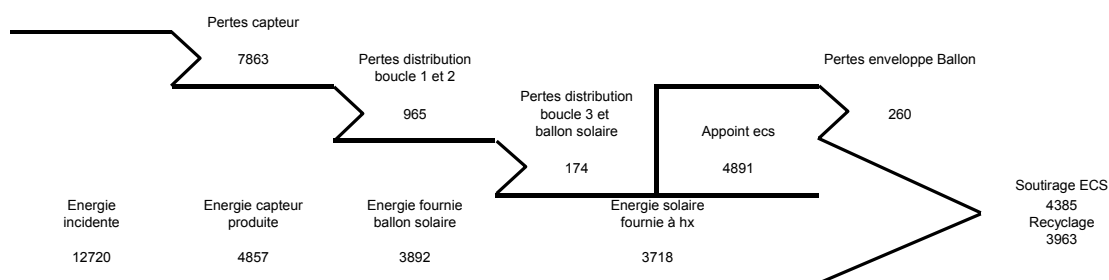 Pertes capteur
7863
Pertes distribution
boucle 1 et 2
965
Pertes distribution
boucle 3 et
ballon solaire
174
Appoint ecs
4891
Pertes enveloppe Ballon
260
Energie
incidente
12720
Energie capteur
produite
4857
Energie fournie
ballon solaire
3892
Energie solaire
fournie à hx
3718
Soutirage ECS
4385
Recyclage
3963